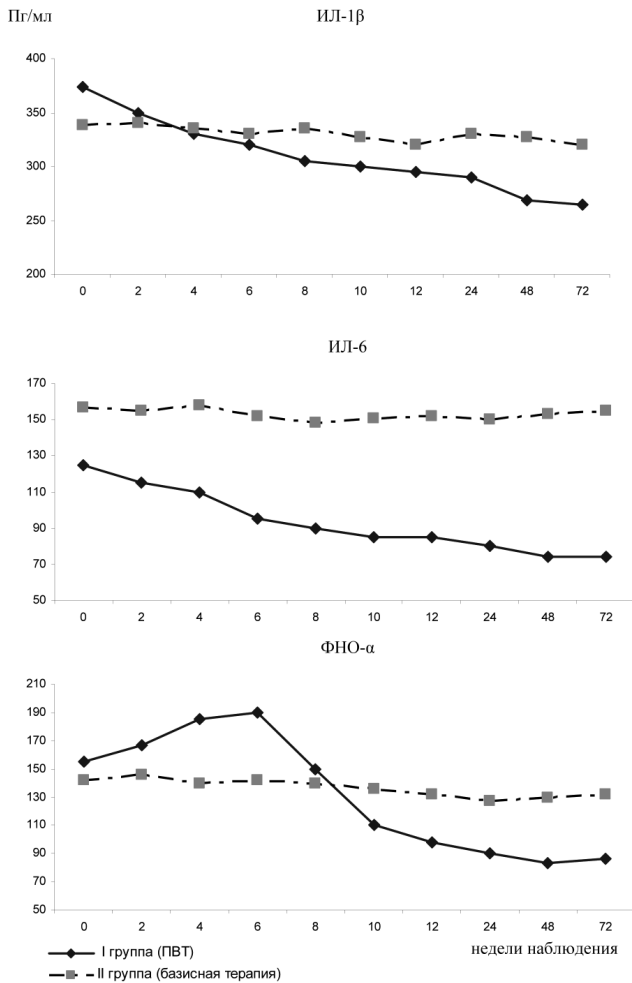 Пг/мл
ИЛ-1β
400
350
300
250
200
0 2 4 6 8 10 12 24 48 72
ИЛ-6
170
150
130
110
90
70
50
0 2 4 6 8 10 12 24 48 72
ФНО-α
210
190
170
150
130
110
90
70
50
0 2 4 6 8 10 12 24 48 72
недели наблюдения
I группа (ПВТ)
II группа (базисная терапия)